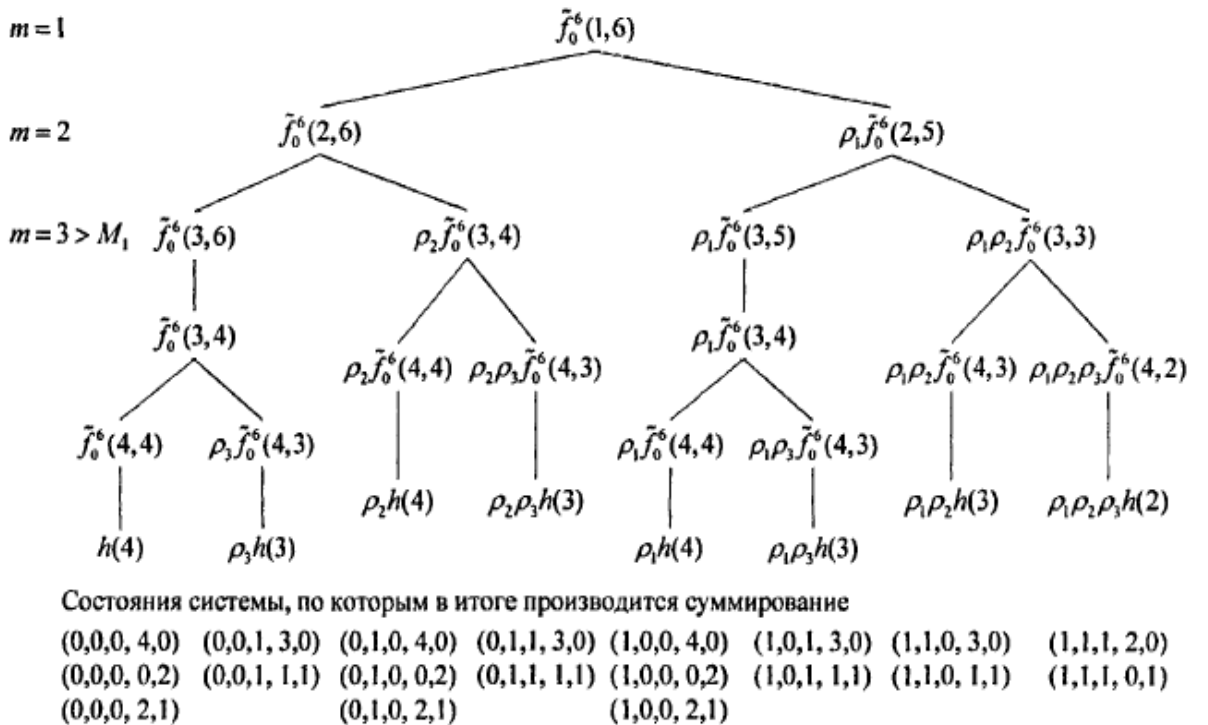 m = 1 f̃₀⁶(1,6)
m = 2 f̃₀⁶(2,6) ρ₁f̃₀⁶(2,5)
m = 3 > M₁ f̃₀⁶(3,6) ρ₂f̃₀⁶(3,4) ρ₁f̃₀⁶(3,5) ρ₁ρ₂f̃₀⁶(3,3)
f̃₀⁶(3,4) ρ₁f̃₀⁶(3,4)
ρ₂f̃₀⁶(4,4) ρ₂ρ₃f̃₀⁶(4,3) ρ₁ρ₂f̃₀⁶(4,3) ρ₁ρ₂ρ₃f̃₀⁶(4,2)
f̃₀⁶(4,4) ρ₃f̃₀⁶(4,3) ρ₁f̃₀⁶(4,4) ρ₁ρ₃f̃₀⁶(4,3)
ρ₂h(4) ρ₂ρ₃h(3) ρ₁ρ₂h(3) ρ₁ρ₂ρ₃h(2)
h(4) ρ₃h(3) ρ₁h(4) ρ₁ρ₃h(3)
Состояния системы, по которым в итоге производится суммирование
(0,0,0, 4,0) (0,0,1, 3,0) (0,1,0, 4,0) (0,1,1, 3,0) (1,0,0, 4,0) (1,0,1, 3,0) (1,1,0, 3,0) (1,1,1, 2,0)
(0,0,0, 0,2) (0,0,1, 1,1) (0,1,0, 0,2) (0,1,1, 1,1) (1,0,0, 0,2) (1,0,1, 1,1) (1,1,0, 1,1) (1,1,1, 0,1)
(0,0,0, 2,1) (0,1,0, 2,1) (1,0,0, 2,1)